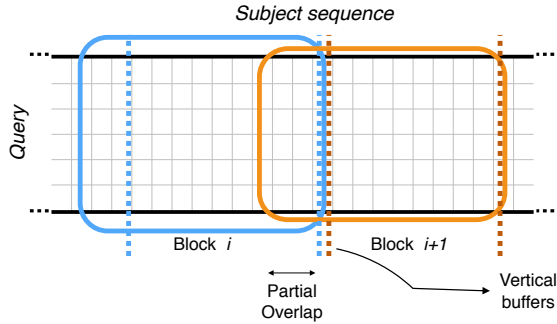 Subject sequence
Query
Block i
Block i+1
Partial
Overlap
Vertical
buffers